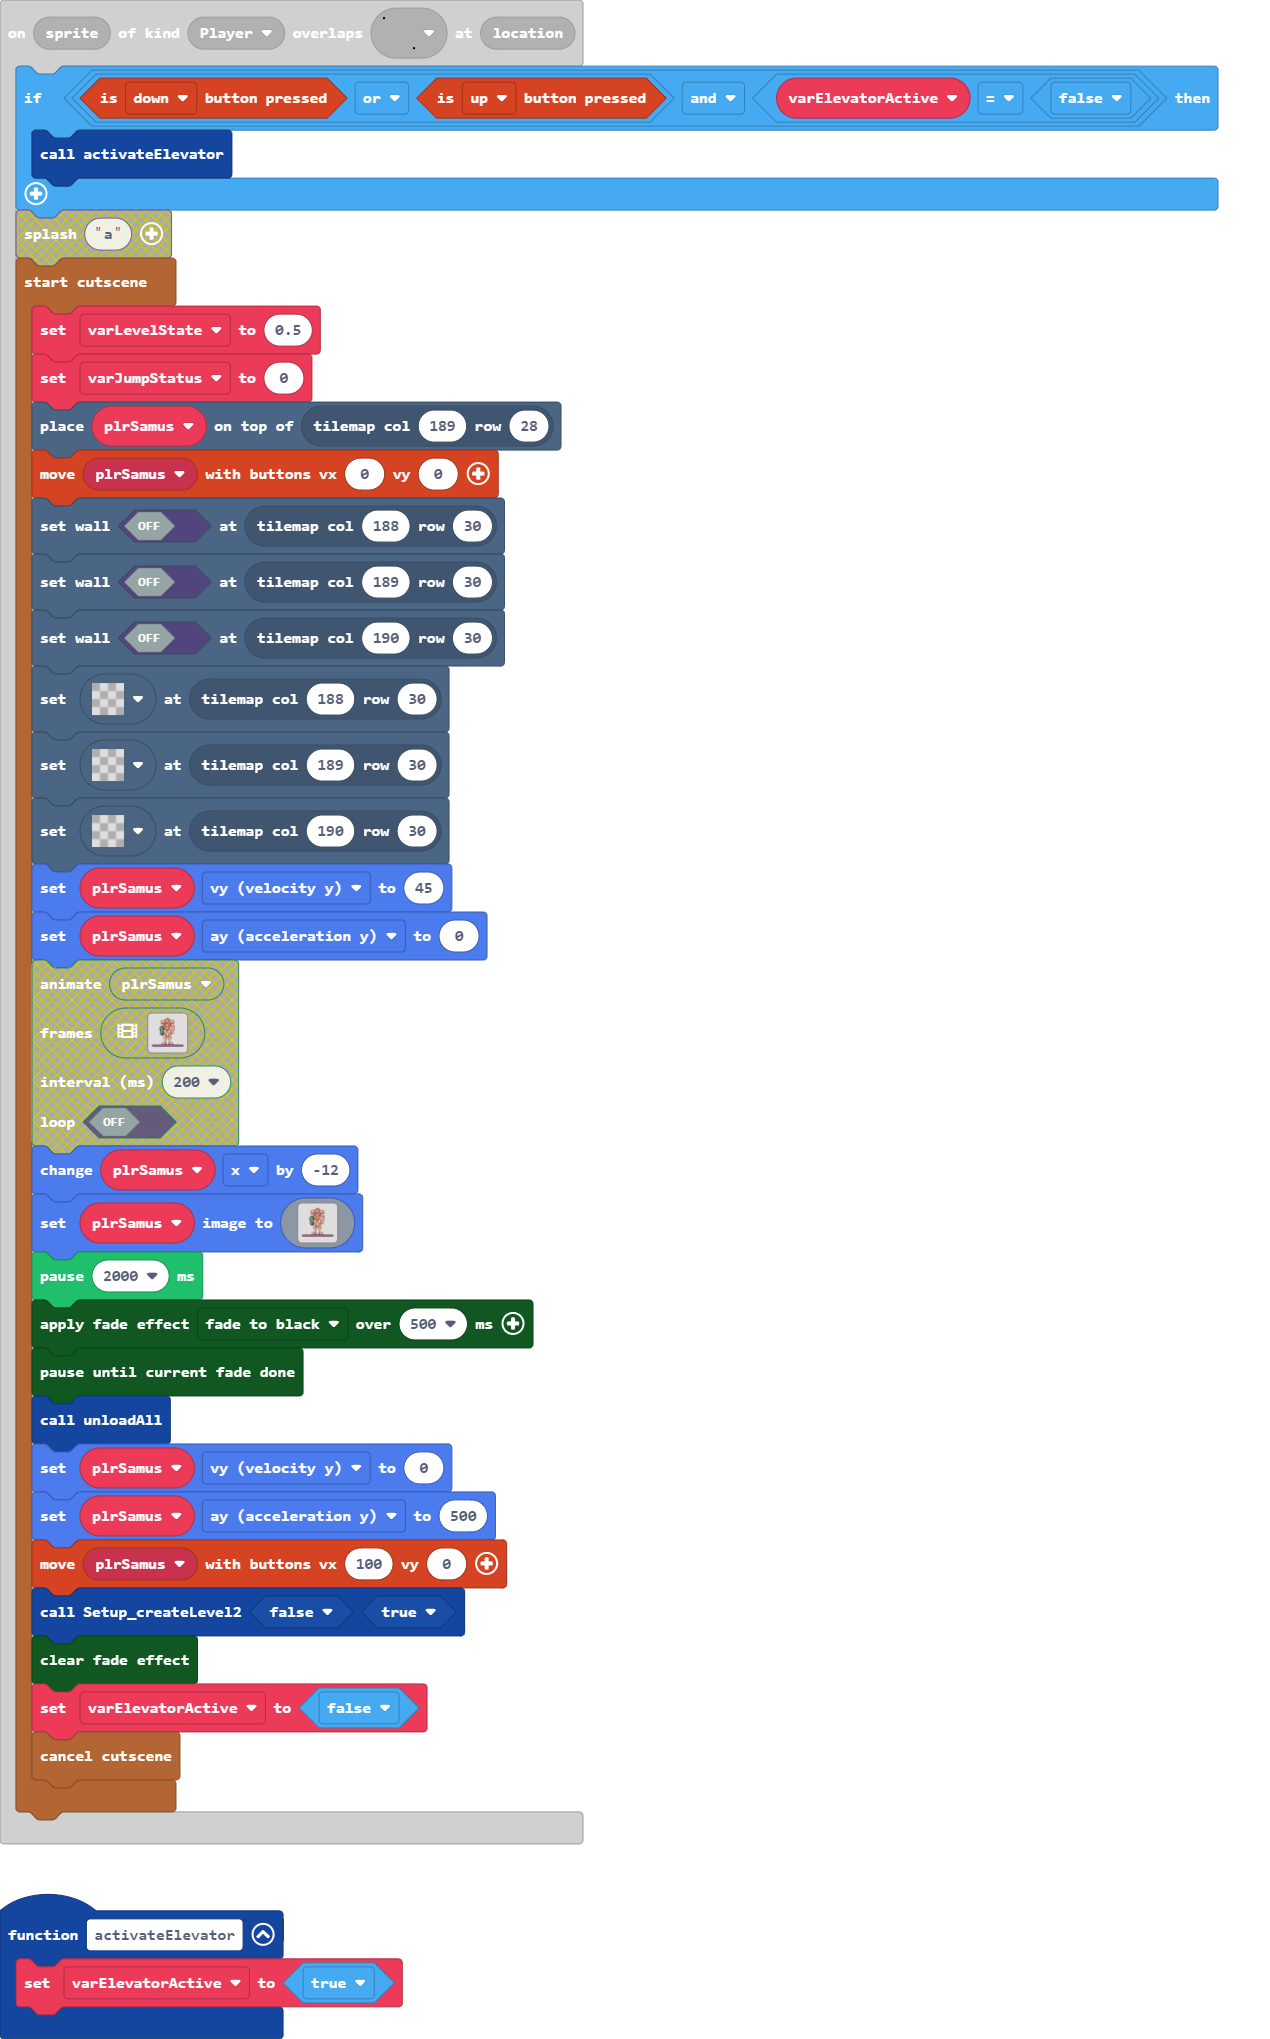 on sprite of kind Player overlaps at location
if is down button pressed or is up button pressed and varElevatorActive = false then
call activateElevator
splash "a"
start cutscene
set varLevelState to 0.5
set varJumpStatus to 0
place plrSamus on top of tilemap col 189 row 28
move plrSamus with buttons vx 0 vy 0
set wall OFF at tilemap col 188 row 30
set wall OFF at tilemap col 189 row 30
set wall OFF at tilemap col 190 row 30
set at tilemap col 188 row 30
set at tilemap col 189 row 30
set at tilemap col 190 row 30
set plrSamus vy (velocity y) to 45
set plrSamus ay (acceleration y) to 0
animate plrSamus
frames
interval (ms) 200
loop OFF
change plrSamus x by -12
set plrSamus image to
pause 2000 ms
apply fade effect fade to black over 500 ms
pause until current fade done
call unloadAll
set plrSamus vy (velocity y) to 0
set plrSamus ay (acceleration y) to 500
move plrSamus with buttons vx 100 vy 0
call Setup_createLevel2 false true
clear fade effect
set varElevatorActive to false
cancel cutscene
function activateElevator
set varElevatorActive to true